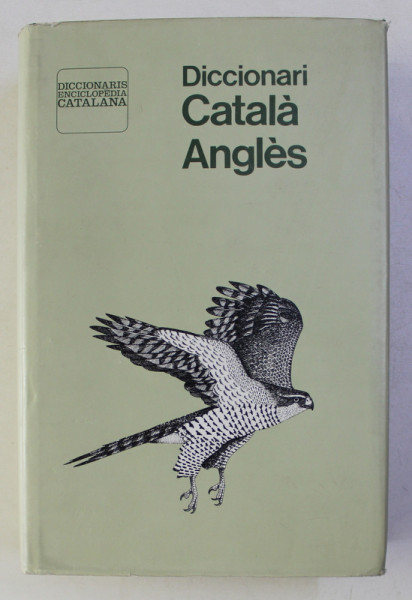 DICCIONARIS
ENCICLOPÈDIA
CATALANA
Diccionari
Català
Anglès